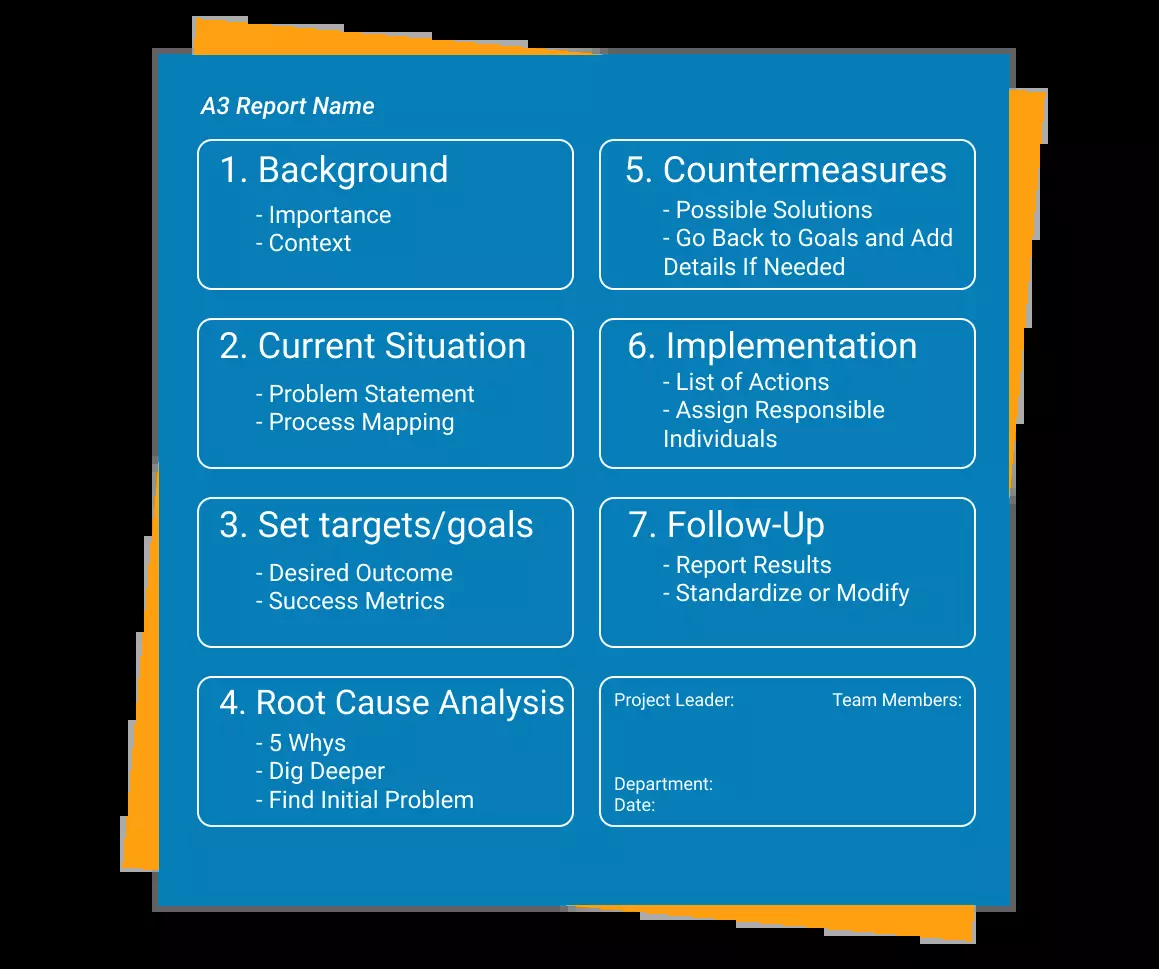 A3 Report Name
1. Background
- Importance
- Context
2. Current Situation
- Problem Statement
- Process Mapping
3. Set targets/goals
- Desired Outcome
- Success Metrics
4. Root Cause Analysis
- 5 Whys
- Dig Deeper
- Find Initial Problem
5. Countermeasures
- Possible Solutions
- Go Back to Goals and Add
Details If Needed
6. Implementation
- List of Actions
- Assign Responsible
Individuals
7. Follow-Up
- Report Results
- Standardize or Modify
Project Leader:
Team Members:
Department:
Date: